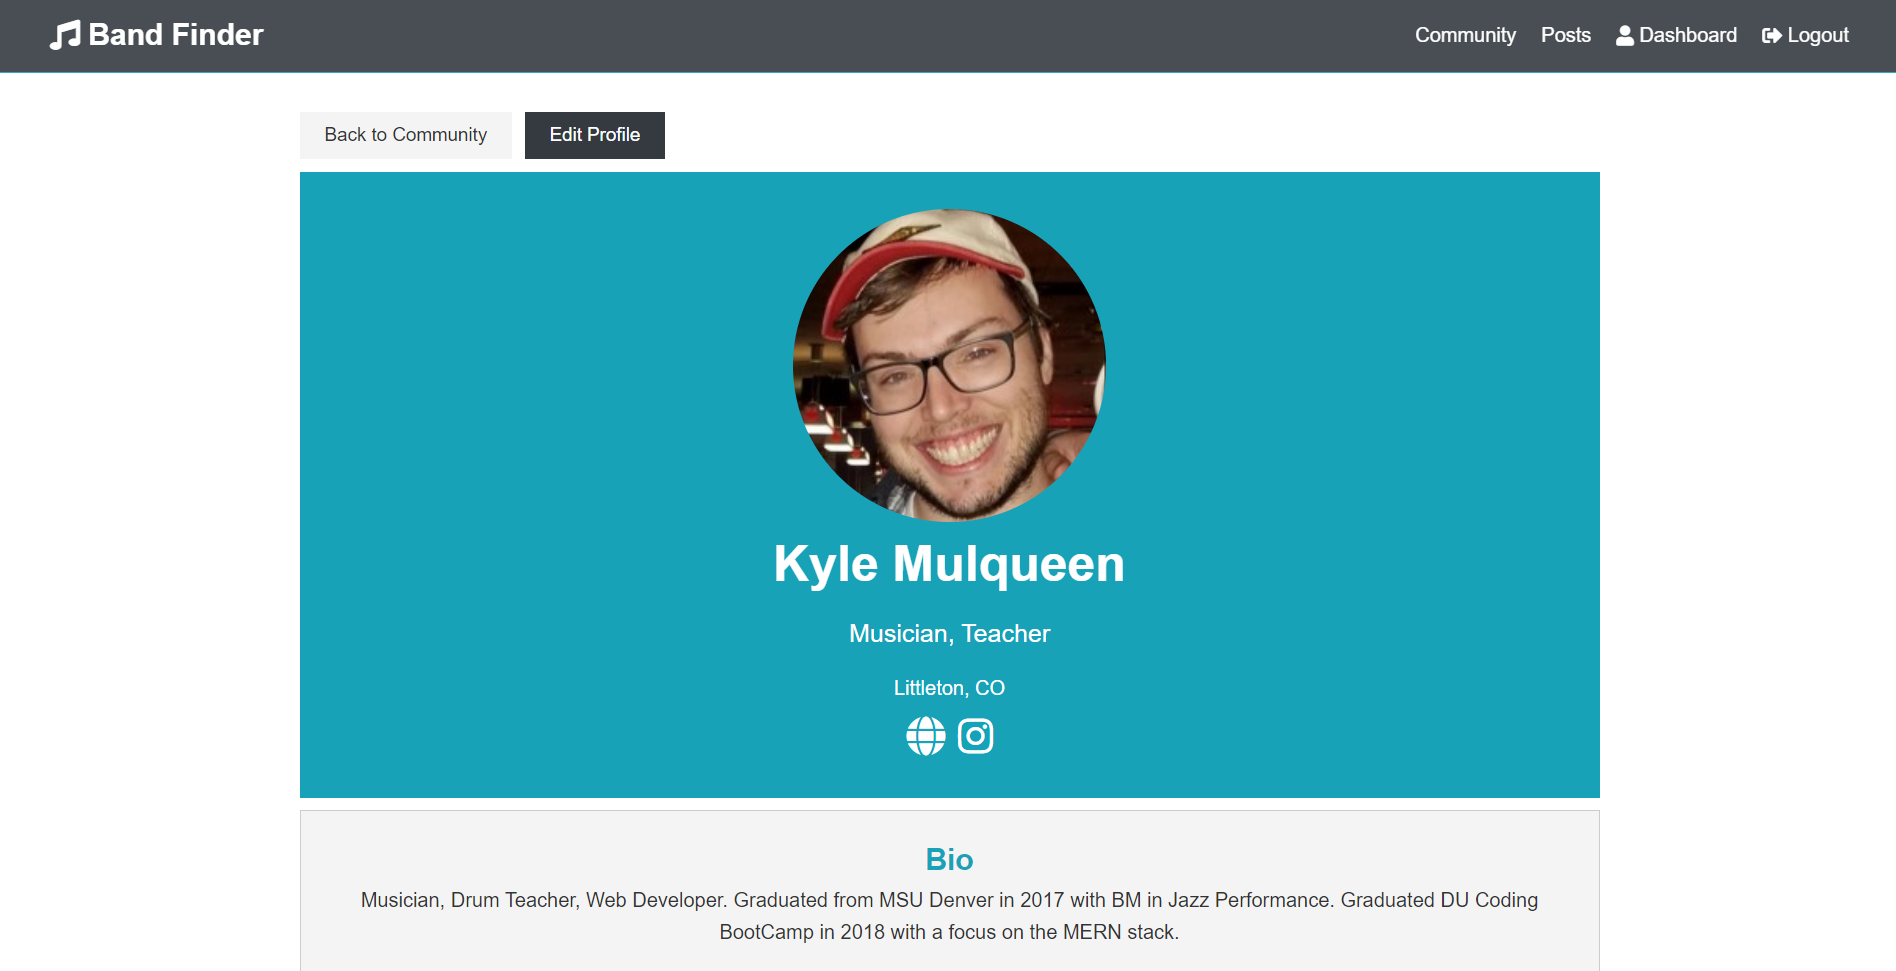 Band Finder
Community
Posts
Dashboard
Logout
Back to Community
Edit Profile
Kyle Mulqueen
Musician, Teacher
Littleton, CO
Bio
Musician, Drum Teacher, Web Developer. Graduated from MSU Denver in 2017 with BM in Jazz Performance. Graduated DU Coding
BootCamp in 2018 with a focus on the MERN stack.